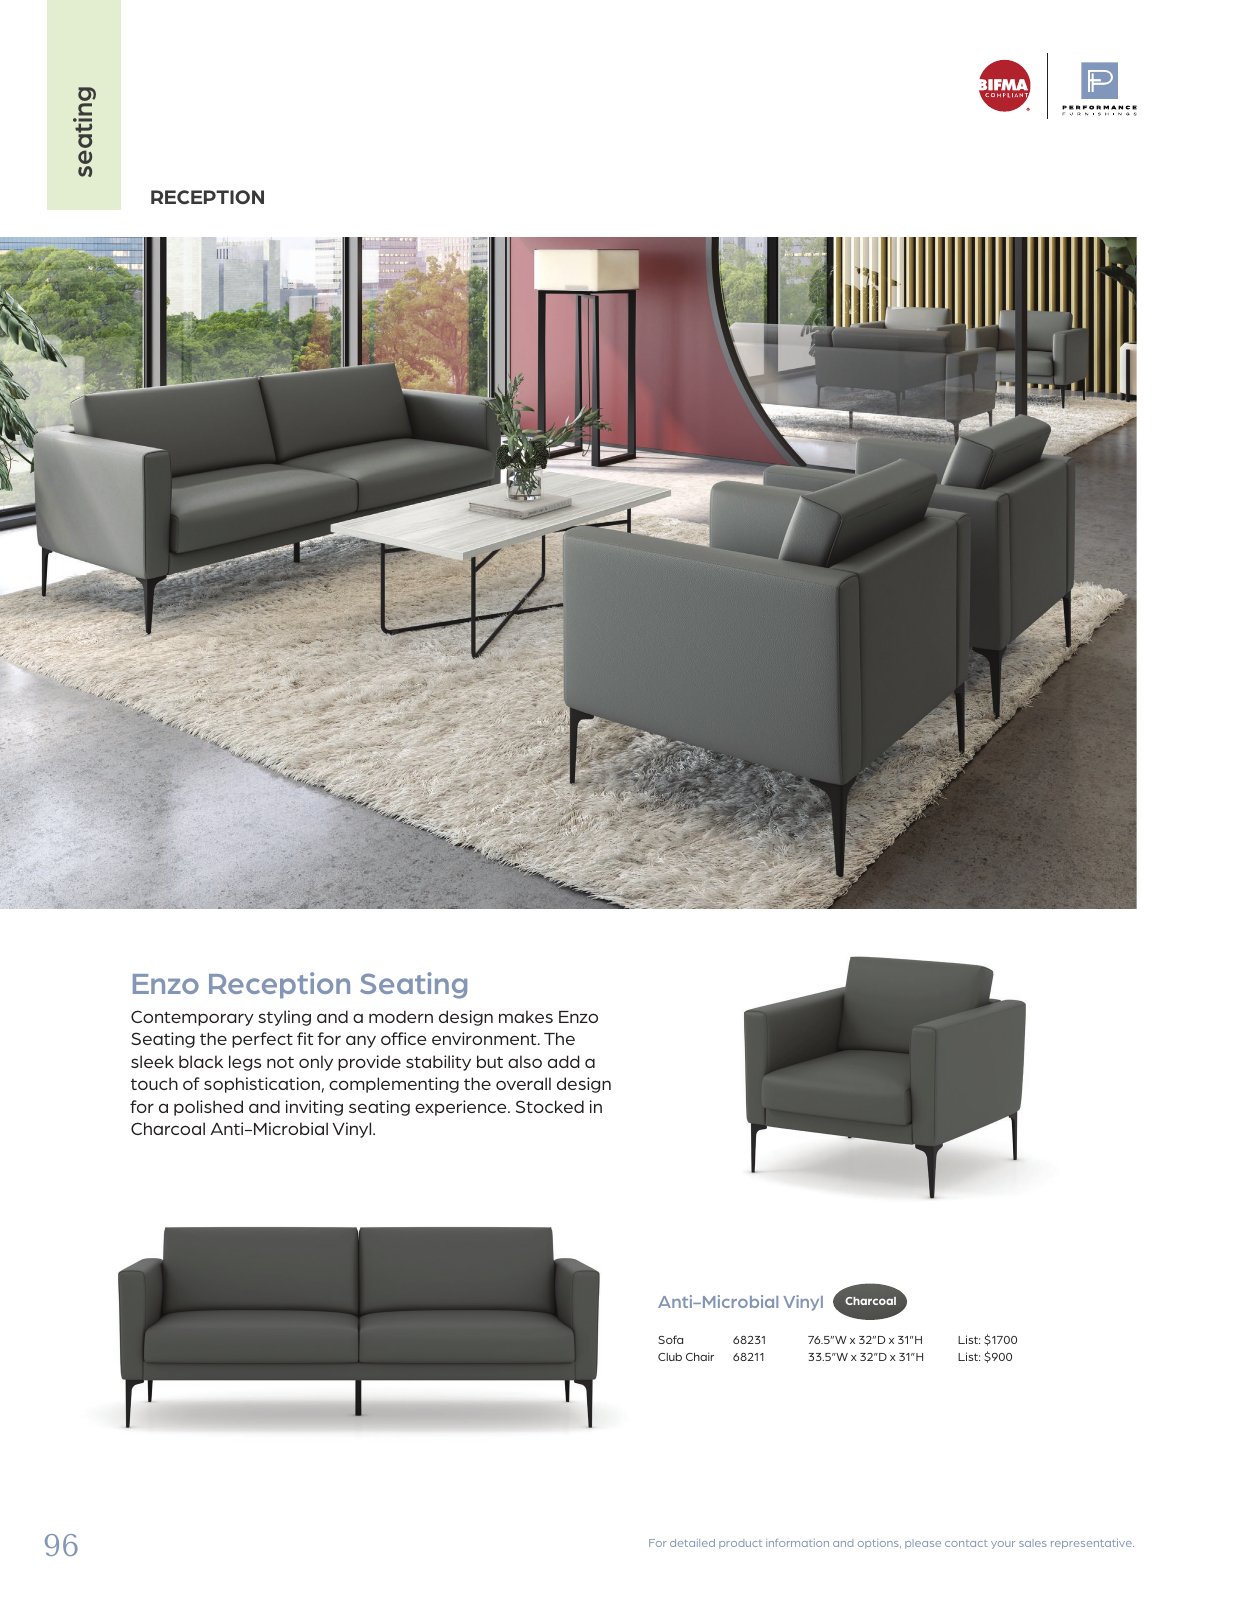 seating
BIFMA
COMPLIANT
PERFORMANCE
FURNISHINGS
RECEPTION
Enzo Reception Seating
Contemporary styling and a modern design makes Enzo
Seating the perfect fit for any office environment. The
sleek black legs not only provide stability but also add a
touch of sophistication, complementing the overall design
for a polished and inviting seating experience. Stocked in
Charcoal Anti-Microbial Vinyl.
Anti-Microbial Vinyl Charcoal
Sofa 68231 76.5”W x 32”D x 31”H List: $1700
Club Chair 68211 33.5”W x 32”D x 31”H List: $900
96
For detailed product information and options, please contact your sales representative.